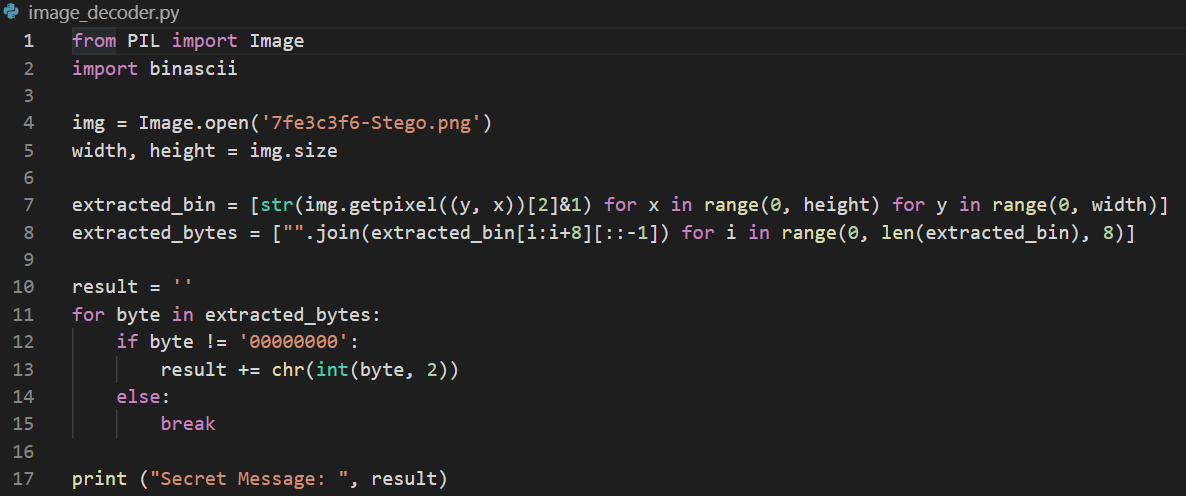 image_decoder.py
1 from PIL import Image
2 import binascii
3
4 img = Image.open('7fe3c3f6-Stego.png')
5 width, height = img.size
6
7 extracted_bin = [str(img.getpixel((y, x))[2]&1) for x in range(0, height) for y in range(0, width)]
8 extracted_bytes = ["".join(extracted_bin[i:i+8][::-1]) for i in range(0, len(extracted_bin), 8)]
9
10 result = ''
11 for byte in extracted_bytes:
12     if byte != '00000000':
13         result += chr(int(byte, 2))
14     else:
15         break
16
17 print ("Secret Message: ", result)